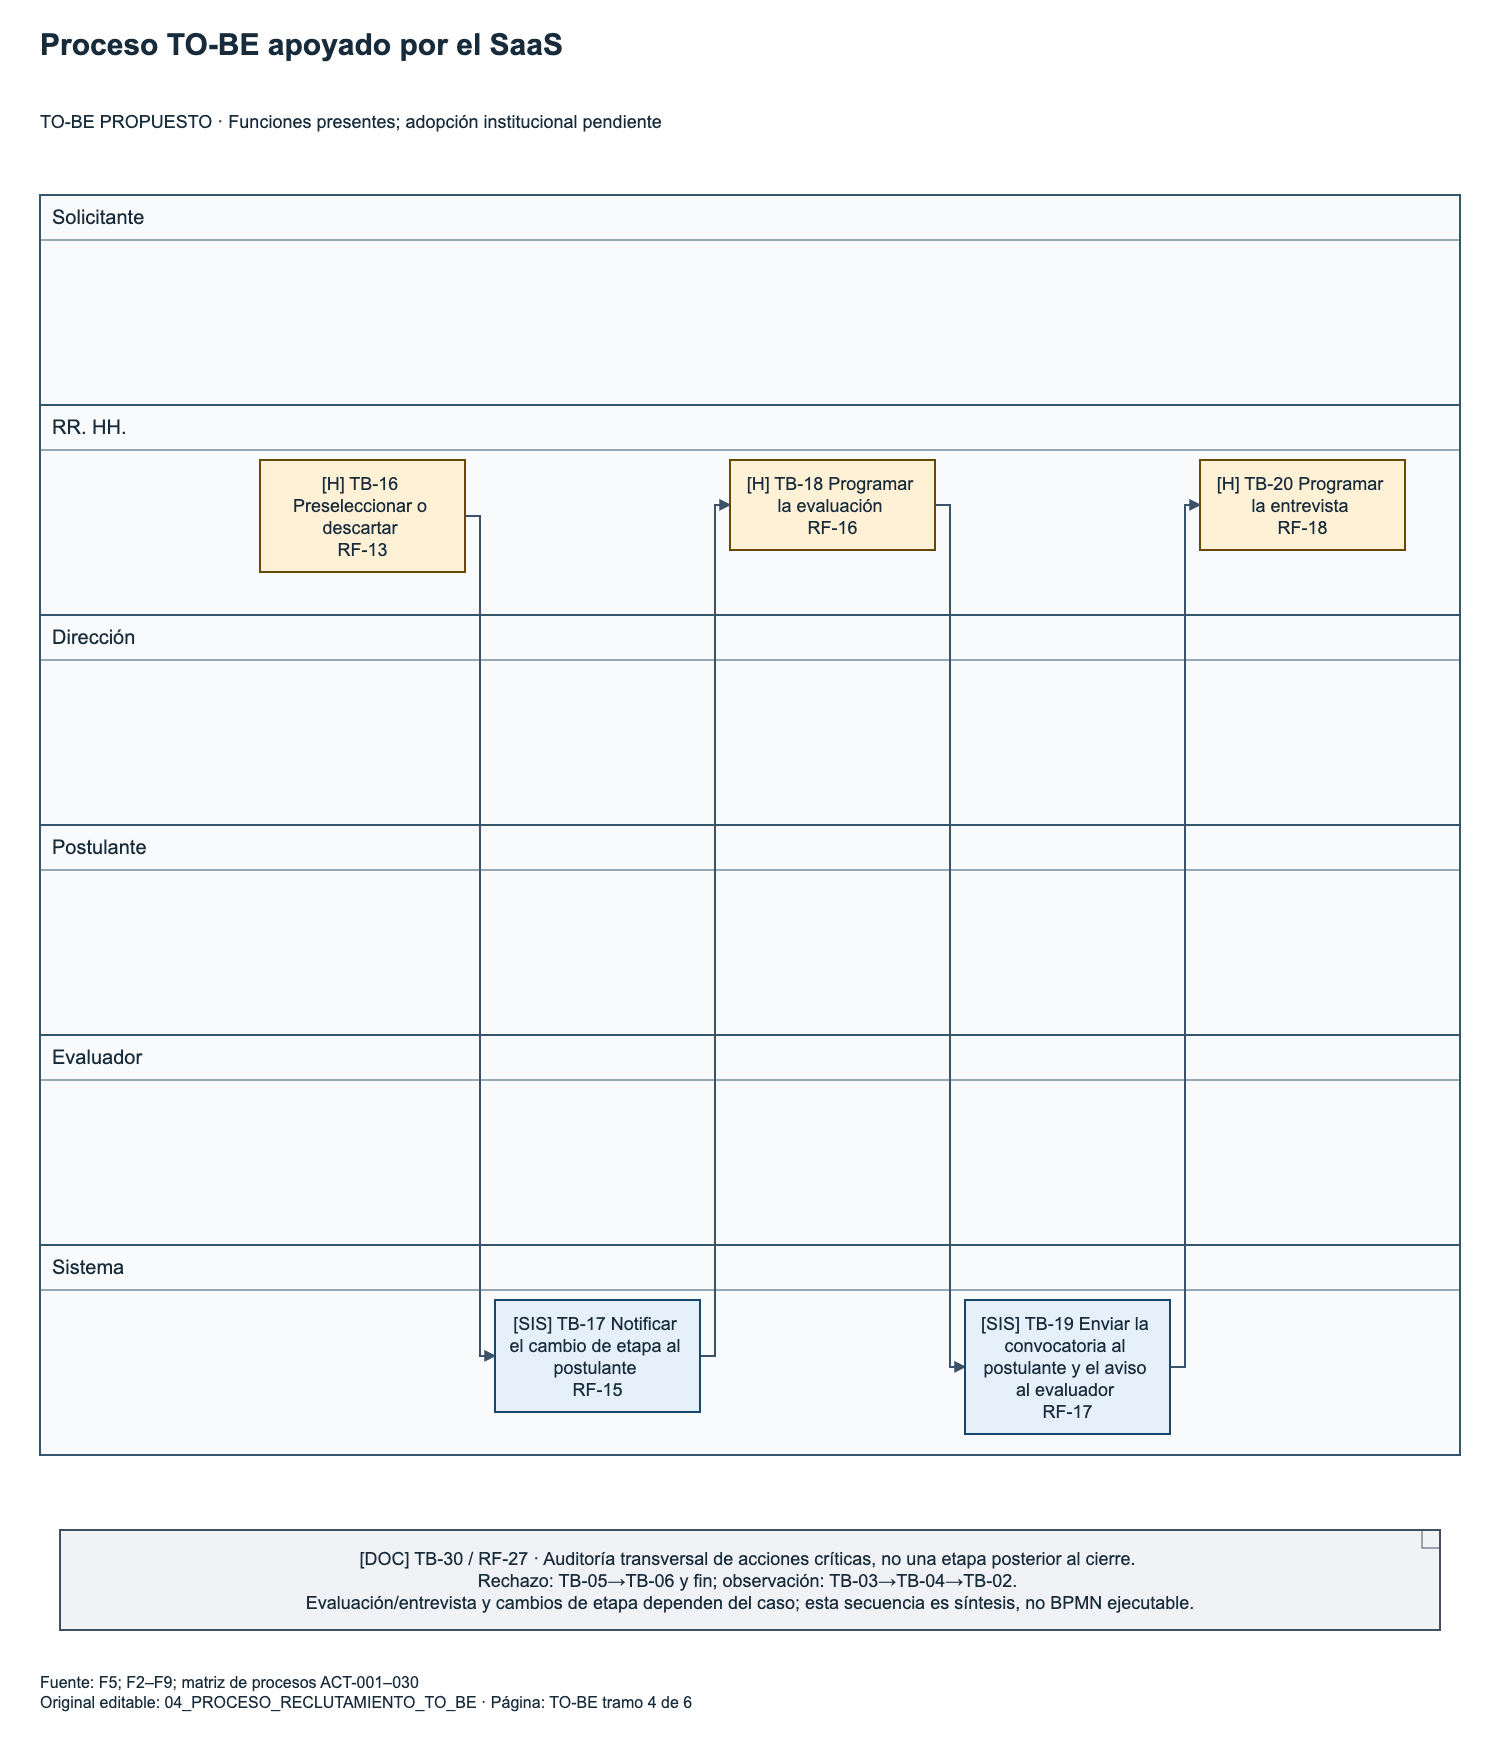 Proceso TO-BE apoyado por el SaaS
TO-BE PROPUESTO · Funciones presentes; adopción institucional pendiente
Solicitante
RR. HH.
[H] TB-16
Preseleccionar o
descartar
RF-13
[H] TB-18 Programar
la evaluación
RF-16
[H] TB-20 Programar
la entrevista
RF-18
Dirección
Postulante
Evaluador
Sistema
[SIS] TB-17 Notificar
el cambio de etapa al
postulante
RF-15
[SIS] TB-19 Enviar la
convocatoria al
postulante y el aviso
al evaluador
RF-17
[DOC] TB-30 / RF-27 · Auditoría transversal de acciones críticas, no una etapa posterior al cierre.
Rechazo: TB-05→TB-06 y fin; observación: TB-03→TB-04→TB-02.
Evaluación/entrevista y cambios de etapa dependen del caso; esta secuencia es síntesis, no BPMN ejecutable.
Fuente: F5; F2–F9; matriz de procesos ACT-001–030
Original editable: 04_PROCESO_RECLUTAMIENTO_TO_BE · Página: TO-BE tramo 4 de 6